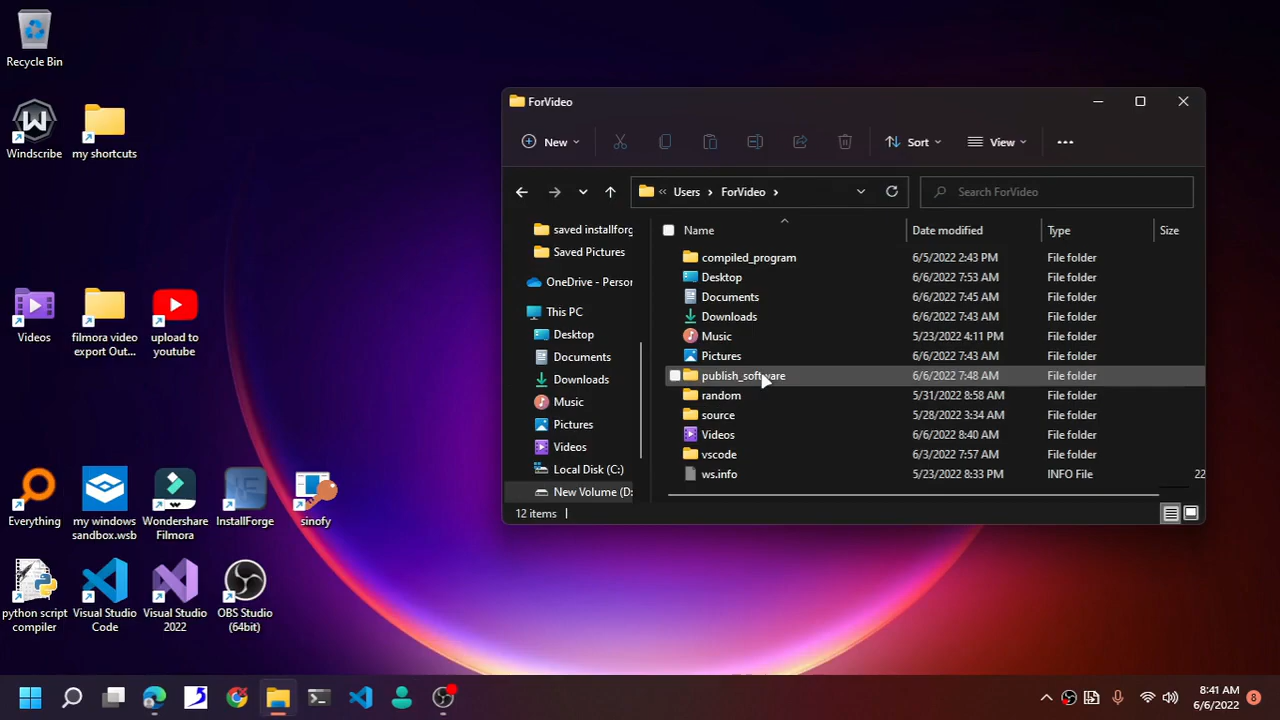 Recycle Bin
Windscribe
my shortcuts
Videos
filmora video
export Out...
upload to
youtube
Everything
my windows
sandbox.wsb
Wondershare
Filmora
InstallForge
sinofy
python script
compiler
Visual Studio
Code
Visual Studio
2022
OBS Studio
(64bit)
ForVideo
New
Sort
View
Users
ForVideo
Search ForVideo
saved installforg
Saved Pictures
OneDrive - Person
This PC
Desktop
Documents
Downloads
Music
Pictures
Videos
Local Disk (C:)
New Volume (D:
Name Date modified Type Size
compiled_program 6/5/2022 2:43 PM File folder
Desktop 6/6/2022 7:53 AM File folder
Documents 6/6/2022 7:45 AM File folder
Downloads 6/6/2022 7:43 AM File folder
Music 5/23/2022 4:11 PM File folder
Pictures 6/6/2022 7:43 AM File folder
publish_software 6/6/2022 7:48 AM File folder
random 5/31/2022 8:58 AM File folder
source 5/28/2022 3:34 AM File folder
Videos 6/6/2022 8:40 AM File folder
vscode 6/3/2022 7:57 AM File folder
ws.info 5/23/2022 8:33 PM INFO File 22
12 items
8:41 AM
6/6/2022
8